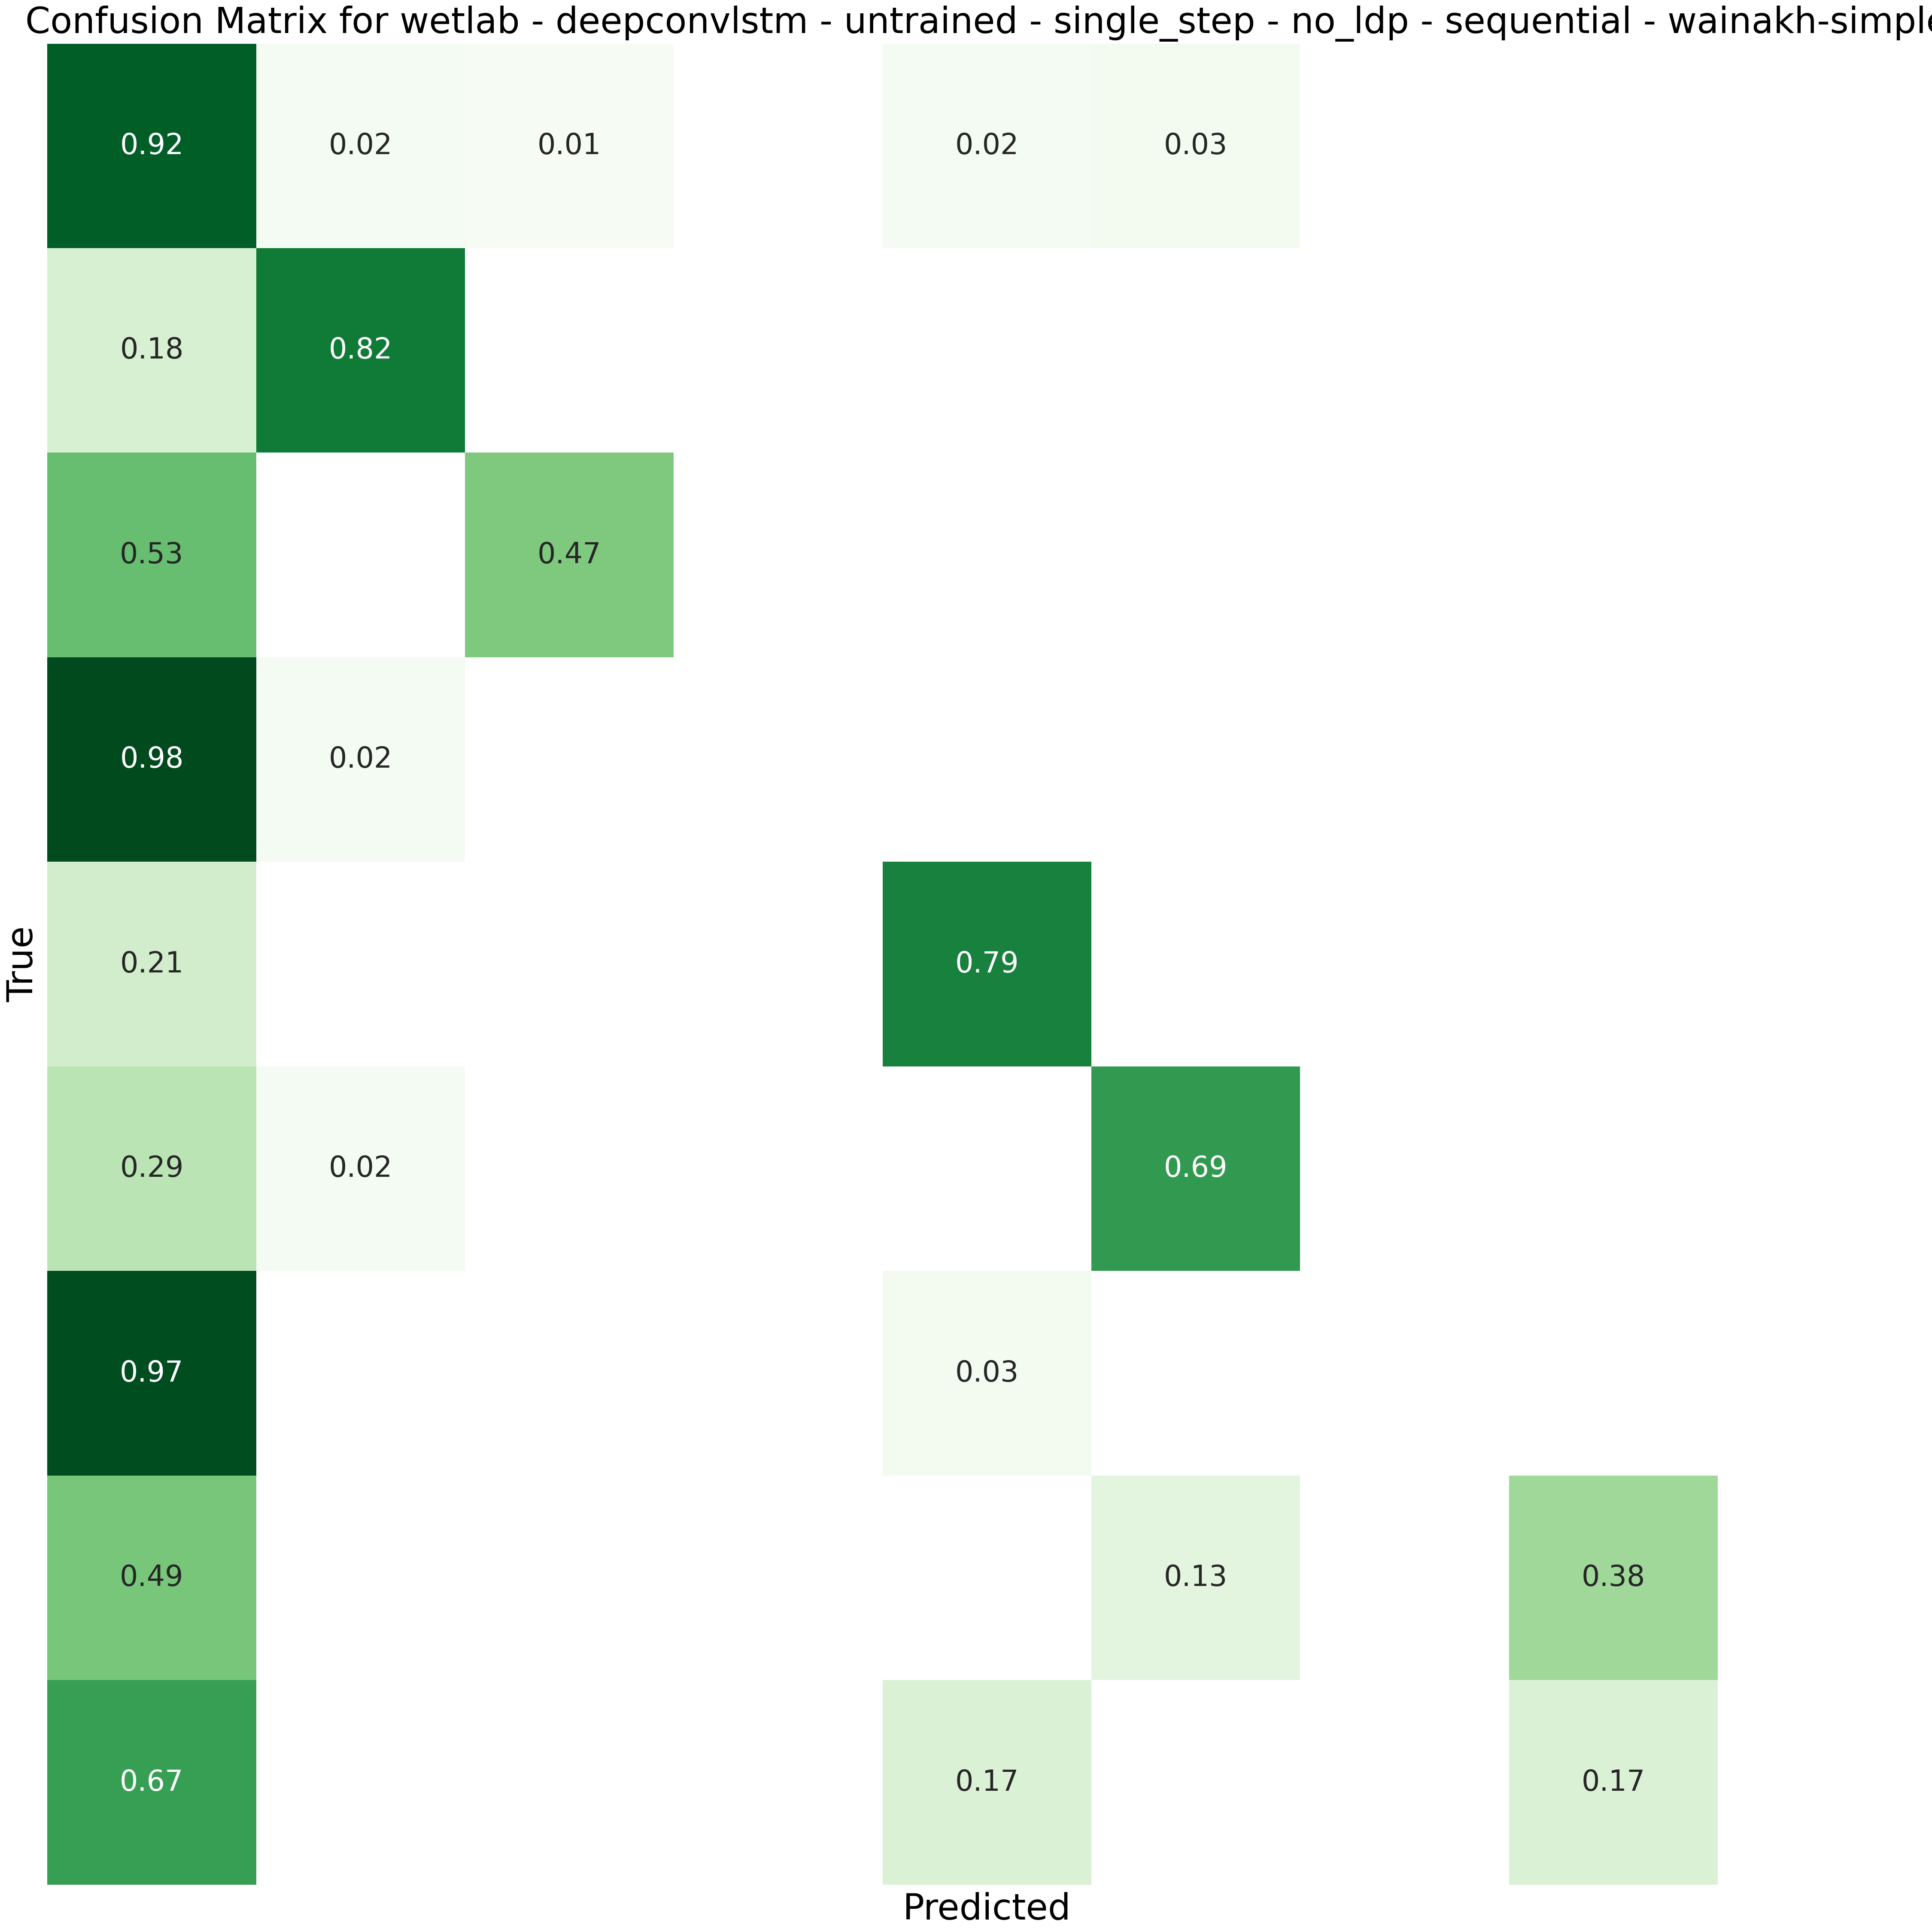 Confusion Matrix for wetlab - deepconvlstm - untrained - single_step - no_ldp - sequential - wainakh-simple
0.92 0.02 0.01 0.02 0.03
0.18 0.82
0.53 0.47
0.98 0.02
True
0.21 0.79
0.29 0.02 0.69
0.97 0.03
0.49 0.13 0.38
0.67 0.17 0.17
Predicted